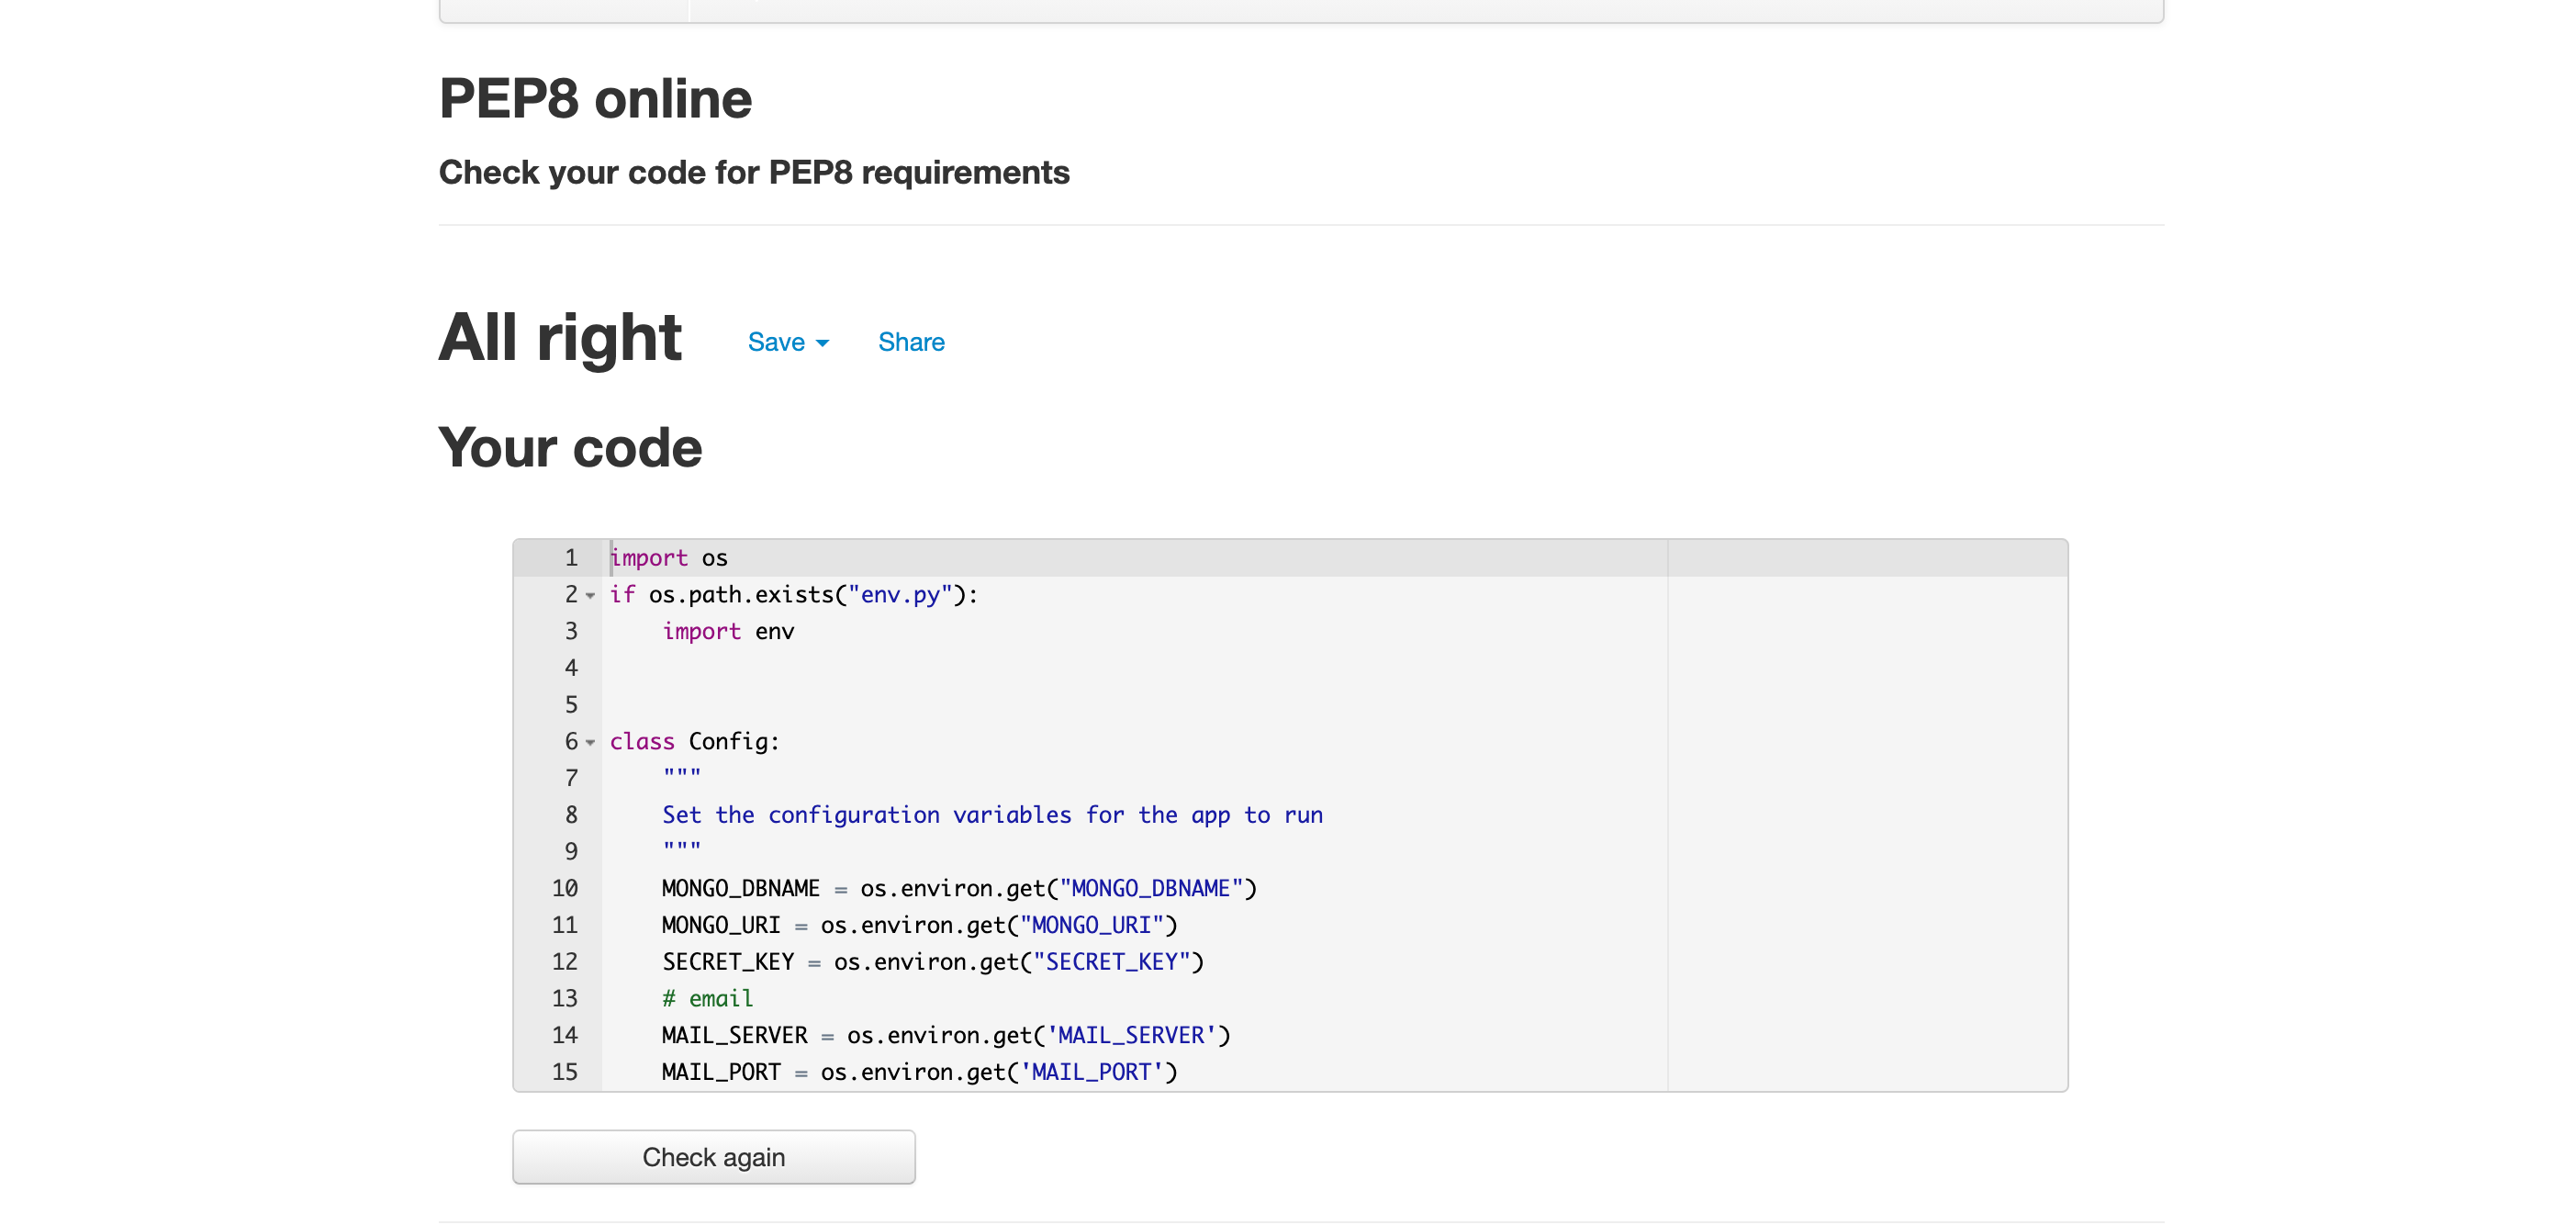 PEP8 online
Check your code for PEP8 requirements
All right Save Share
Your code
1 import os
2 if os.path.exists("env.py"):
3     import env
4
5
6 class Config:
7     """
8     Set the configuration variables for the app to run
9     """
10     MONGO_DBNAME = os.environ.get("MONGO_DBNAME")
11     MONGO_URI = os.environ.get("MONGO_URI")
12     SECRET_KEY = os.environ.get("SECRET_KEY")
13     # email
14     MAIL_SERVER = os.environ.get('MAIL_SERVER')
15     MAIL_PORT = os.environ.get('MAIL_PORT')
Check again